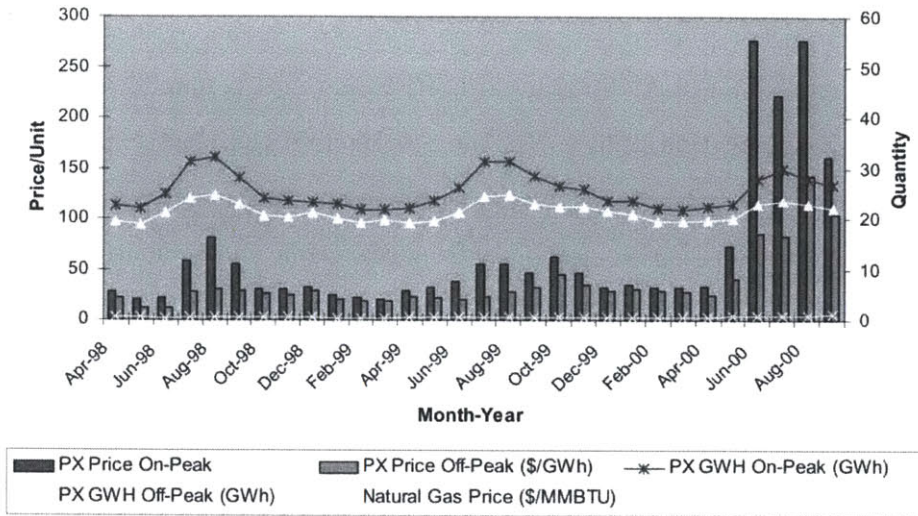 300
250
200
150
100
50
0
Price/Unit
60
50
40
30
20
10
0
Quantity
Apr-98
Jun-98
Aug-98
Oct-98
Dec-98
Feb-99
Apr-99
Jun-99
Aug-99
Oct-99
Dec-99
Feb-00
Apr-00
Jun-00
Aug-00
Month-Year
PX Price On-Peak PX Price Off-Peak ($/GWh) PX GWH On-Peak (GWh)
PX GWH Off-Peak (GWh) Natural Gas Price ($/MMBTU)